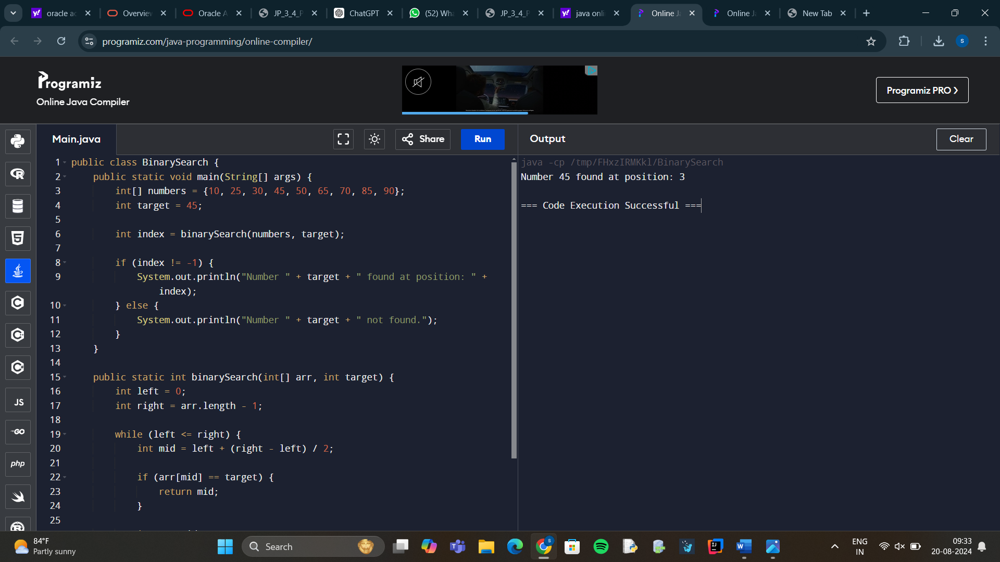 oracle ac
Overview
Oracle A
JP_3_4_P
ChatGPT
(52) Wha
JP_3_4_P
java onli
Online Ja
Online Ja
New Tab
programiz.com/java-programming/online-compiler/
S
Programiz
Online Java Compiler
Programiz PRO
Main.java
Share
Run
Output
Clear
1 public class BinarySearch {
2 public static void main(String[] args) {
3 int[] numbers = {10, 25, 30, 45, 50, 65, 70, 85, 90};
4 int target = 45;
5
6 int index = binarySearch(numbers, target);
7
8 if (index != -1) {
9 System.out.println("Number " + target + " found at position: " +
index);
10 } else {
11 System.out.println("Number " + target + " not found.");
12 }
13 }
14
15 public static int binarySearch(int[] arr, int target) {
16 int left = 0;
17 int right = arr.length - 1;
18
19 while (left <= right) {
20 int mid = left + (right - left) / 2;
21
22 if (arr[mid] == target) {
23 return mid;
24 }
25
java -cp /tmp/FHxzIRMKkl/BinarySearch
Number 45 found at position: 3
=== Code Execution Successful ===
JS
GO
php
84°F
Partly sunny
Search
ENG
IN
09:33
20-08-2024